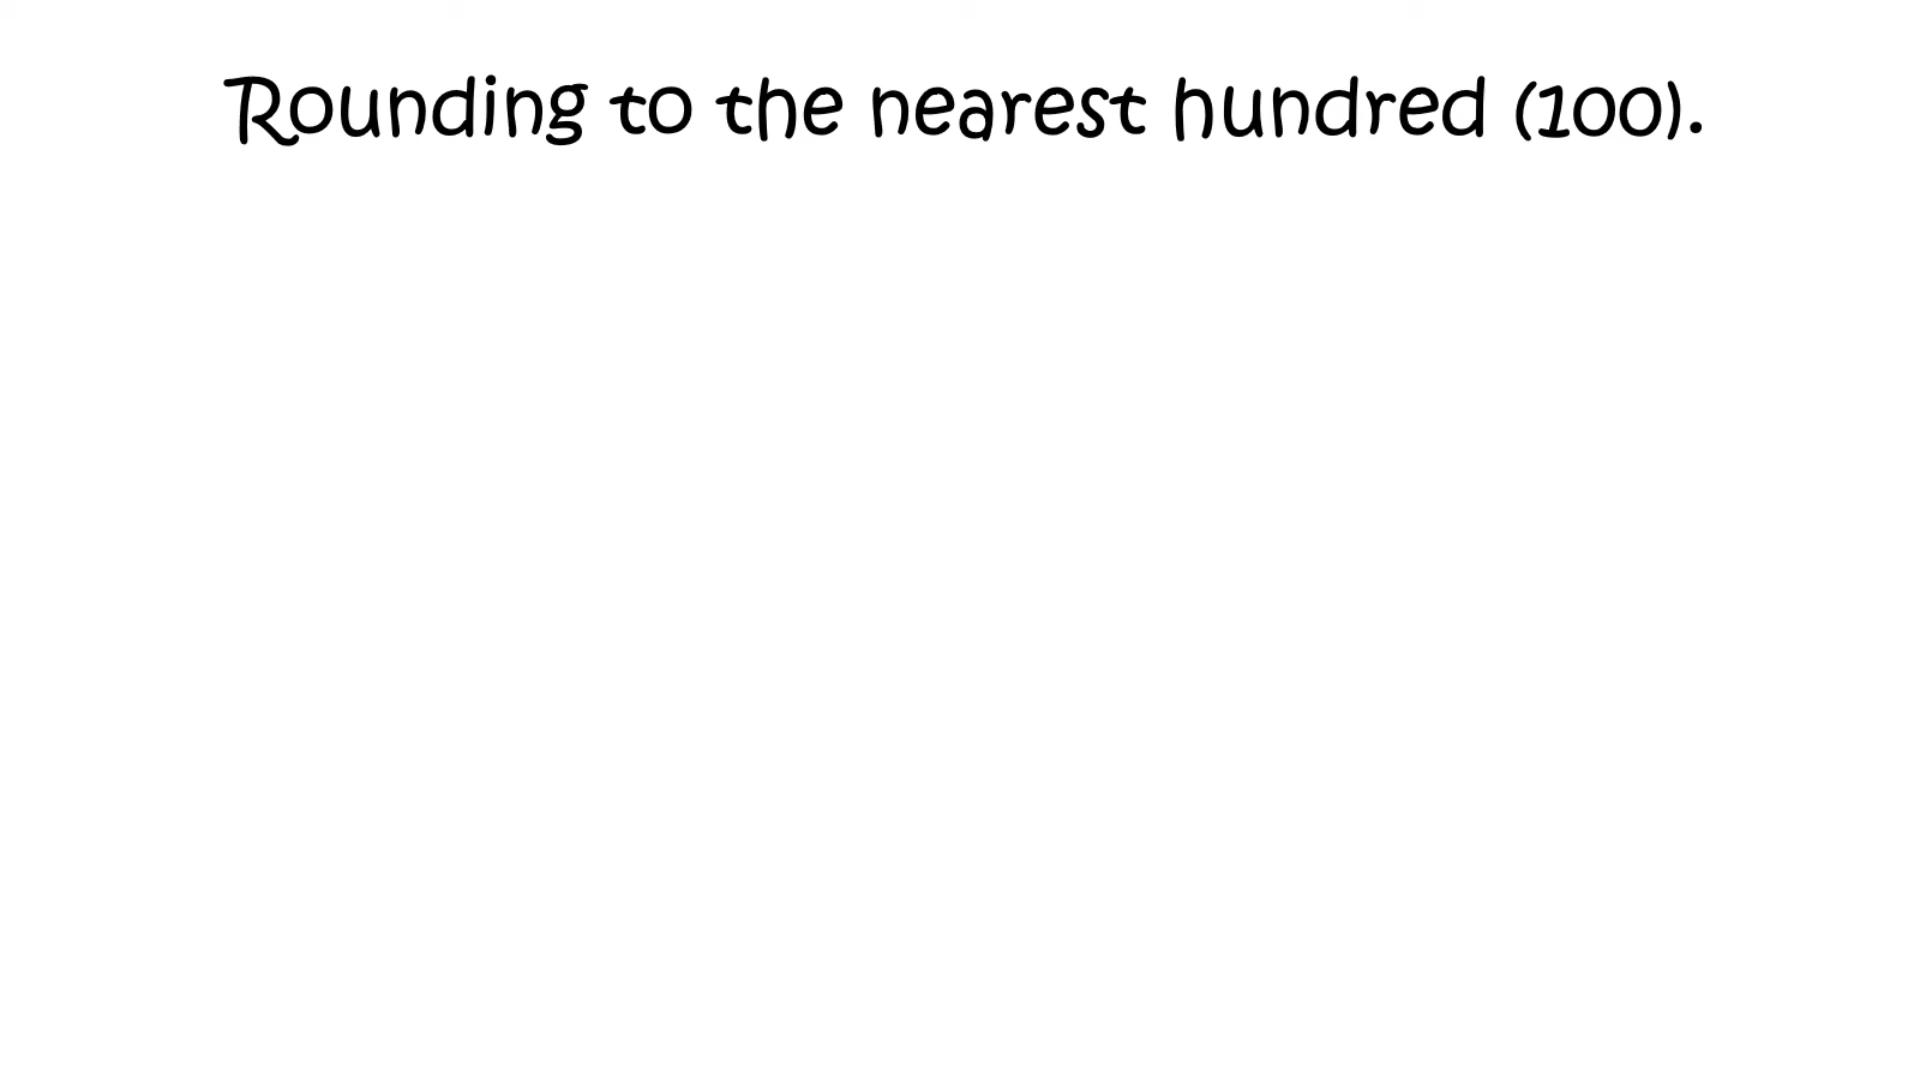 Rounding to the nearest hundred (100).